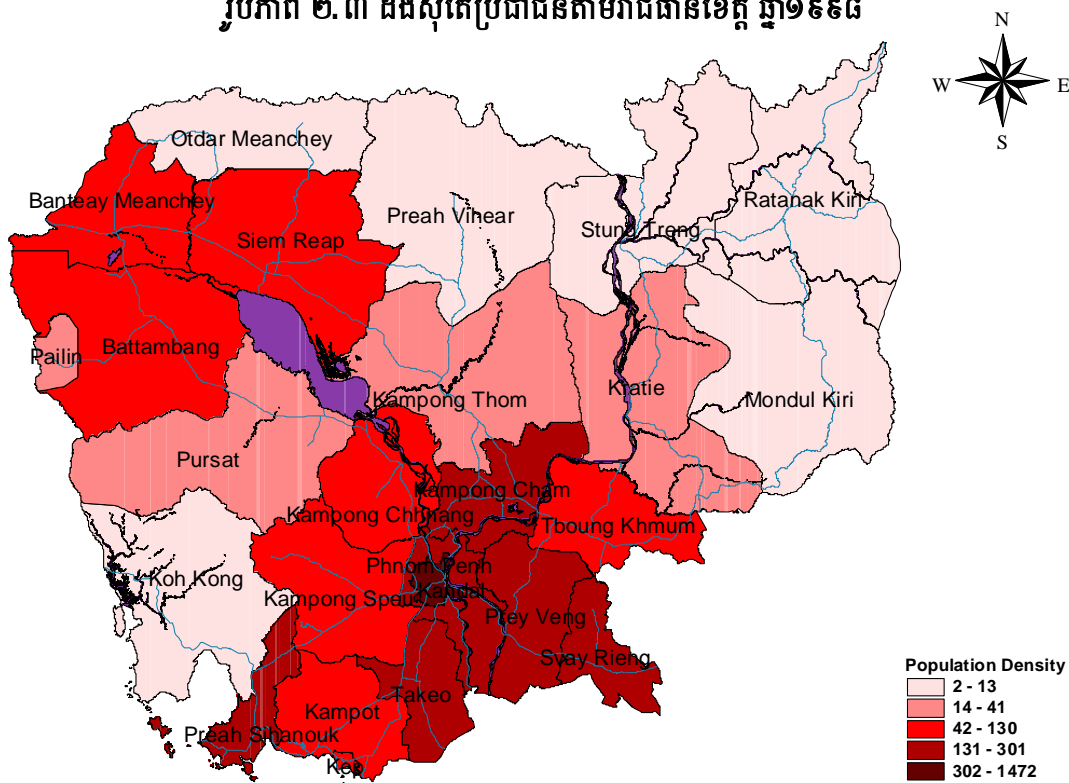 រូបភាព ២.៣ ដង់ស៊ីតេប្រជាជនតាមរាជធានីខេត្ត ឆ្នាំ១៩៩៨
N
W E
S
Otdar Meanchey
Banteay Meanchey
Ratanak Kiri
Preah Vihear
Stung Treng
Siem Reap
Pailin
Battambang
Kratie
Kampong Thom
Mondul Kiri
Pursat
Kampong Cham
Kampong Chhnang
Tboung Khmum
Phnom Penh
Koh Kong
Kandal
Kampong Speu
Prey Veng
Svay Rieng
Takeo
Kampot
Preah Sihanouk
Kep
Population Density
2 - 13
14 - 41
42 - 130
131 - 301
302 - 1472